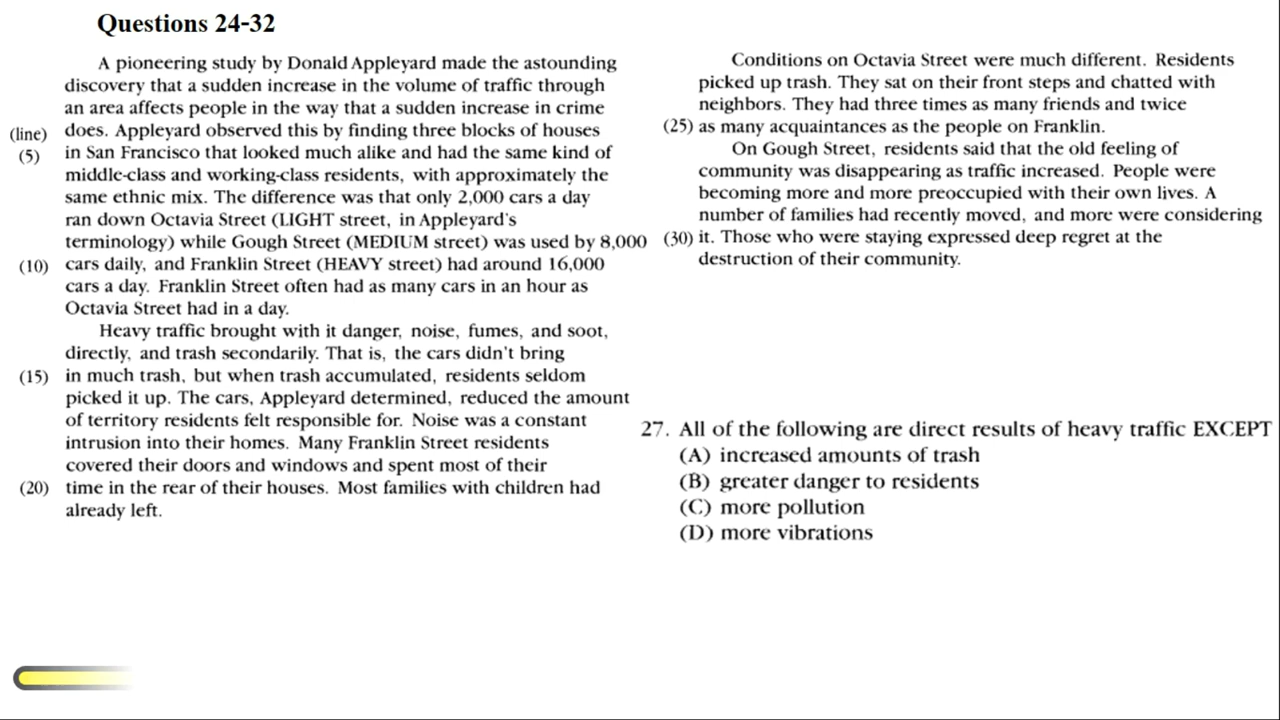 Questions 24-32
A pioneering study by Donald Appleyard made the astounding
discovery that a sudden increase in the volume of traffic through
an area affects people in the way that a sudden increase in crime
(line) does. Appleyard observed this by finding three blocks of houses
(5) in San Francisco that looked much alike and had the same kind of
middle-class and working-class residents, with approximately the
same ethnic mix. The difference was that only 2,000 cars a day
ran down Octavia Street (LIGHT street, in Appleyard's
terminology) while Gough Street (MEDIUM street) was used by 8,000
(10) cars daily, and Franklin Street (HEAVY street) had around 16,000
cars a day. Franklin Street often had as many cars in an hour as
Octavia Street had in a day.
Heavy traffic brought with it danger, noise, fumes, and soot,
directly, and trash secondarily. That is, the cars didn't bring
(15) in much trash, but when trash accumulated, residents seldom
picked it up. The cars, Appleyard determined, reduced the amount
of territory residents felt responsible for. Noise was a constant
intrusion into their homes. Many Franklin Street residents
covered their doors and windows and spent most of their
(20) time in the rear of their houses. Most families with children had
already left.
Conditions on Octavia Street were much different. Residents
picked up trash. They sat on their front steps and chatted with
neighbors. They had three times as many friends and twice
(25) as many acquaintances as the people on Franklin.
On Gough Street, residents said that the old feeling of
community was disappearing as traffic increased. People were
becoming more and more preoccupied with their own lives. A
number of families had recently moved, and more were considering
(30) it. Those who were staying expressed deep regret at the
destruction of their community.
27. All of the following are direct results of heavy traffic EXCEPT
(A) increased amounts of trash
(B) greater danger to residents
(C) more pollution
(D) more vibrations